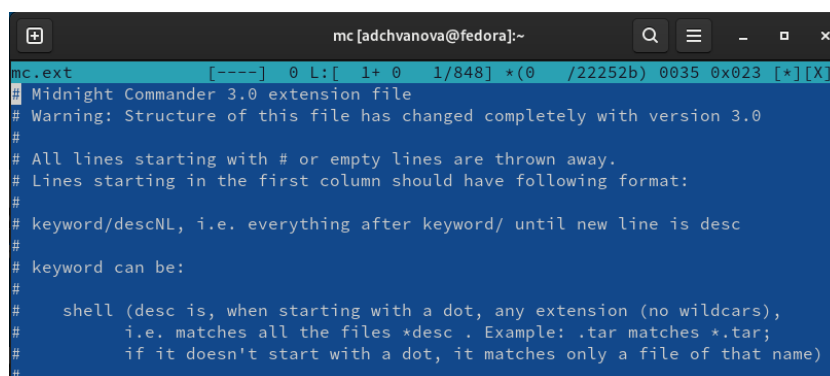 mc [adchvanova@fedora]:~
mc.ext [----] 0 L:[ 1+ 0 1/848] *(0 /22252b) 0035 0x023 [*][X]
# Midnight Commander 3.0 extension file
# Warning: Structure of this file has changed completely with version 3.0
#
# All lines starting with # or empty lines are thrown away.
# Lines starting in the first column should have following format:
#
# keyword/descNL, i.e. everything after keyword/ until new line is desc
#
# keyword can be:
#
# shell (desc is, when starting with a dot, any extension (no wildcars),
# i.e. matches all the files *desc . Example: .tar matches *.tar;
# if it doesn't start with a dot, it matches only a file of that name)
#